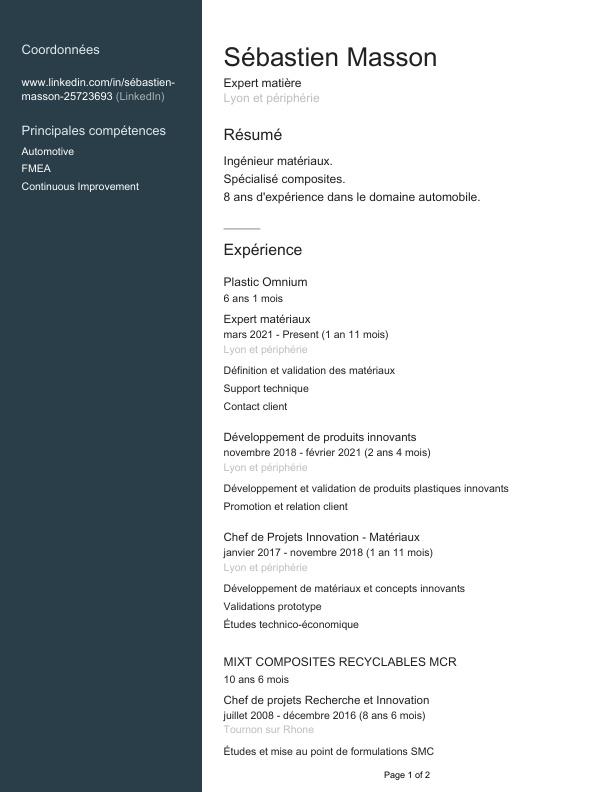 Coordonnées
www.linkedin.com/in/sébastien-
masson-25723693 (LinkedIn)
Principales compétences
Automotive
FMEA
Continuous Improvement
Sébastien Masson
Expert matière
Lyon et périphérie
Résumé
Ingénieur matériaux.
Spécialisé composites.
8 ans d'expérience dans le domaine automobile.
Expérience
Plastic Omnium
6 ans 1 mois
Expert matériaux
mars 2021 - Present (1 an 11 mois)
Lyon et périphérie
Définition et validation des matériaux
Support technique
Contact client
Développement de produits innovants
novembre 2018 - février 2021 (2 ans 4 mois)
Lyon et périphérie
Développement et validation de produits plastiques innovants
Promotion et relation client
Chef de Projets Innovation - Matériaux
janvier 2017 - novembre 2018 (1 an 11 mois)
Lyon et périphérie
Développement de matériaux et concepts innovants
Validations prototype
Études technico-économique
MIXT COMPOSITES RECYCLABLES MCR
10 ans 6 mois
Chef de projets Recherche et Innovation
juillet 2008 - décembre 2016 (8 ans 6 mois)
Tournon sur Rhone
Études et mise au point de formulations SMC
Page 1 of 2